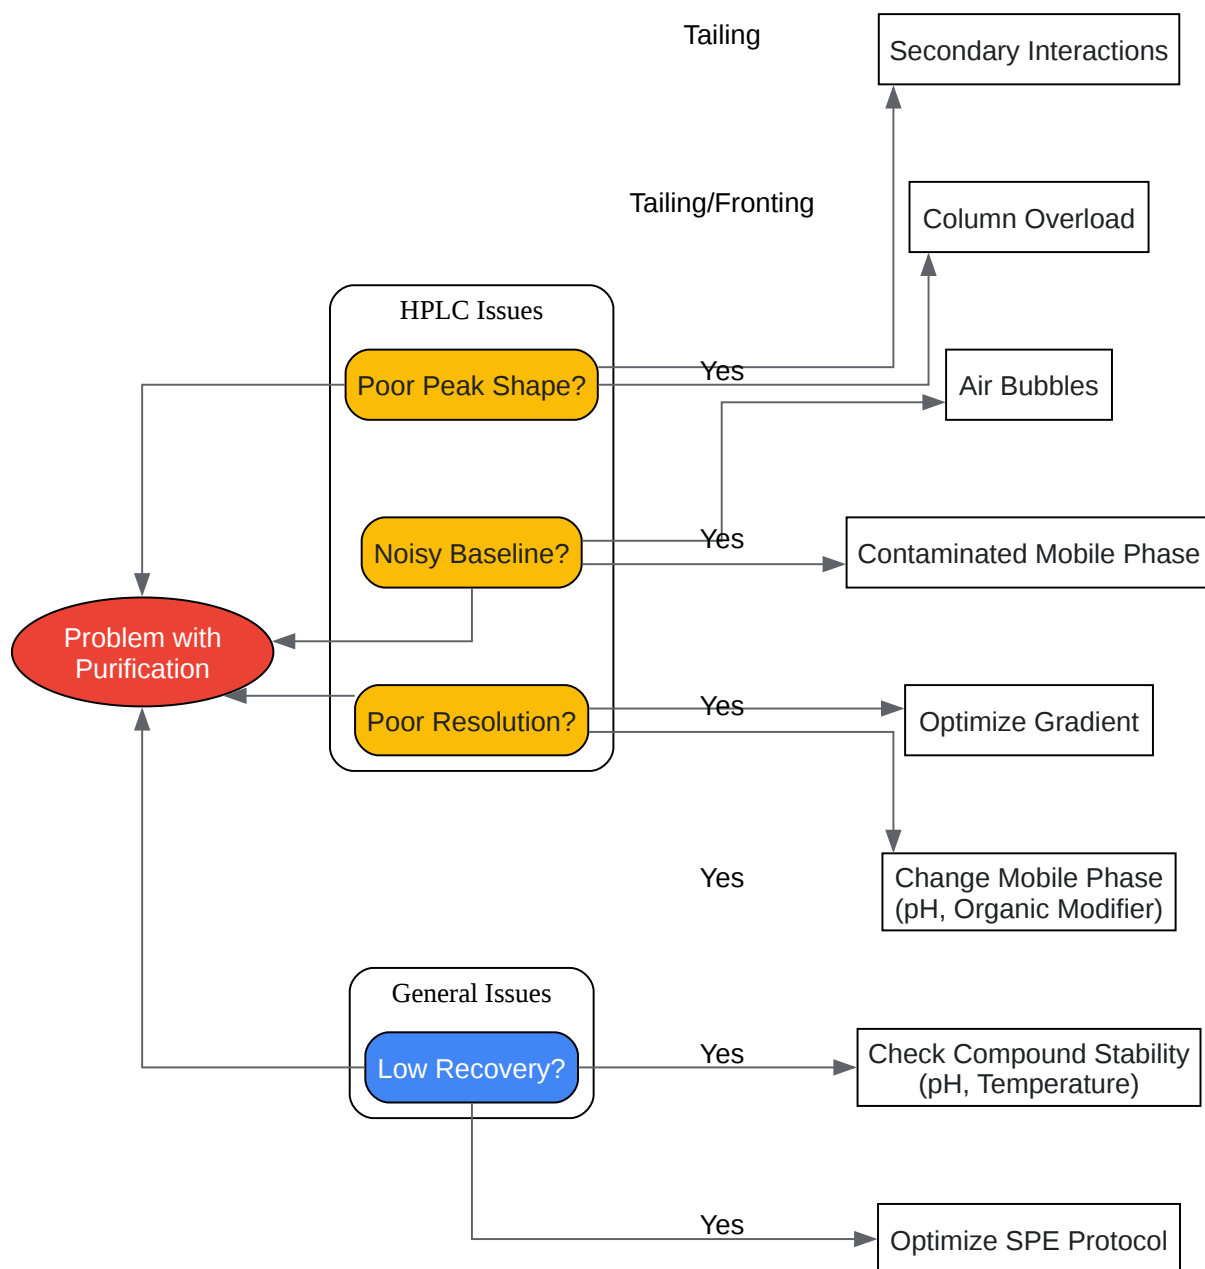 Tailing
Secondary Interactions
Tailing/Fronting
Column Overload
HPLC Issues
Poor Peak Shape?
Yes
Air Bubbles
Noisy Baseline?
Yes
Contaminated Mobile Phase
Problem with
Purification
Poor Resolution?
Yes
Optimize Gradient
Yes
Change Mobile Phase
(pH, Organic Modifier)
General Issues
Low Recovery?
Yes
Check Compound Stability
(pH, Temperature)
Yes
Optimize SPE Protocol